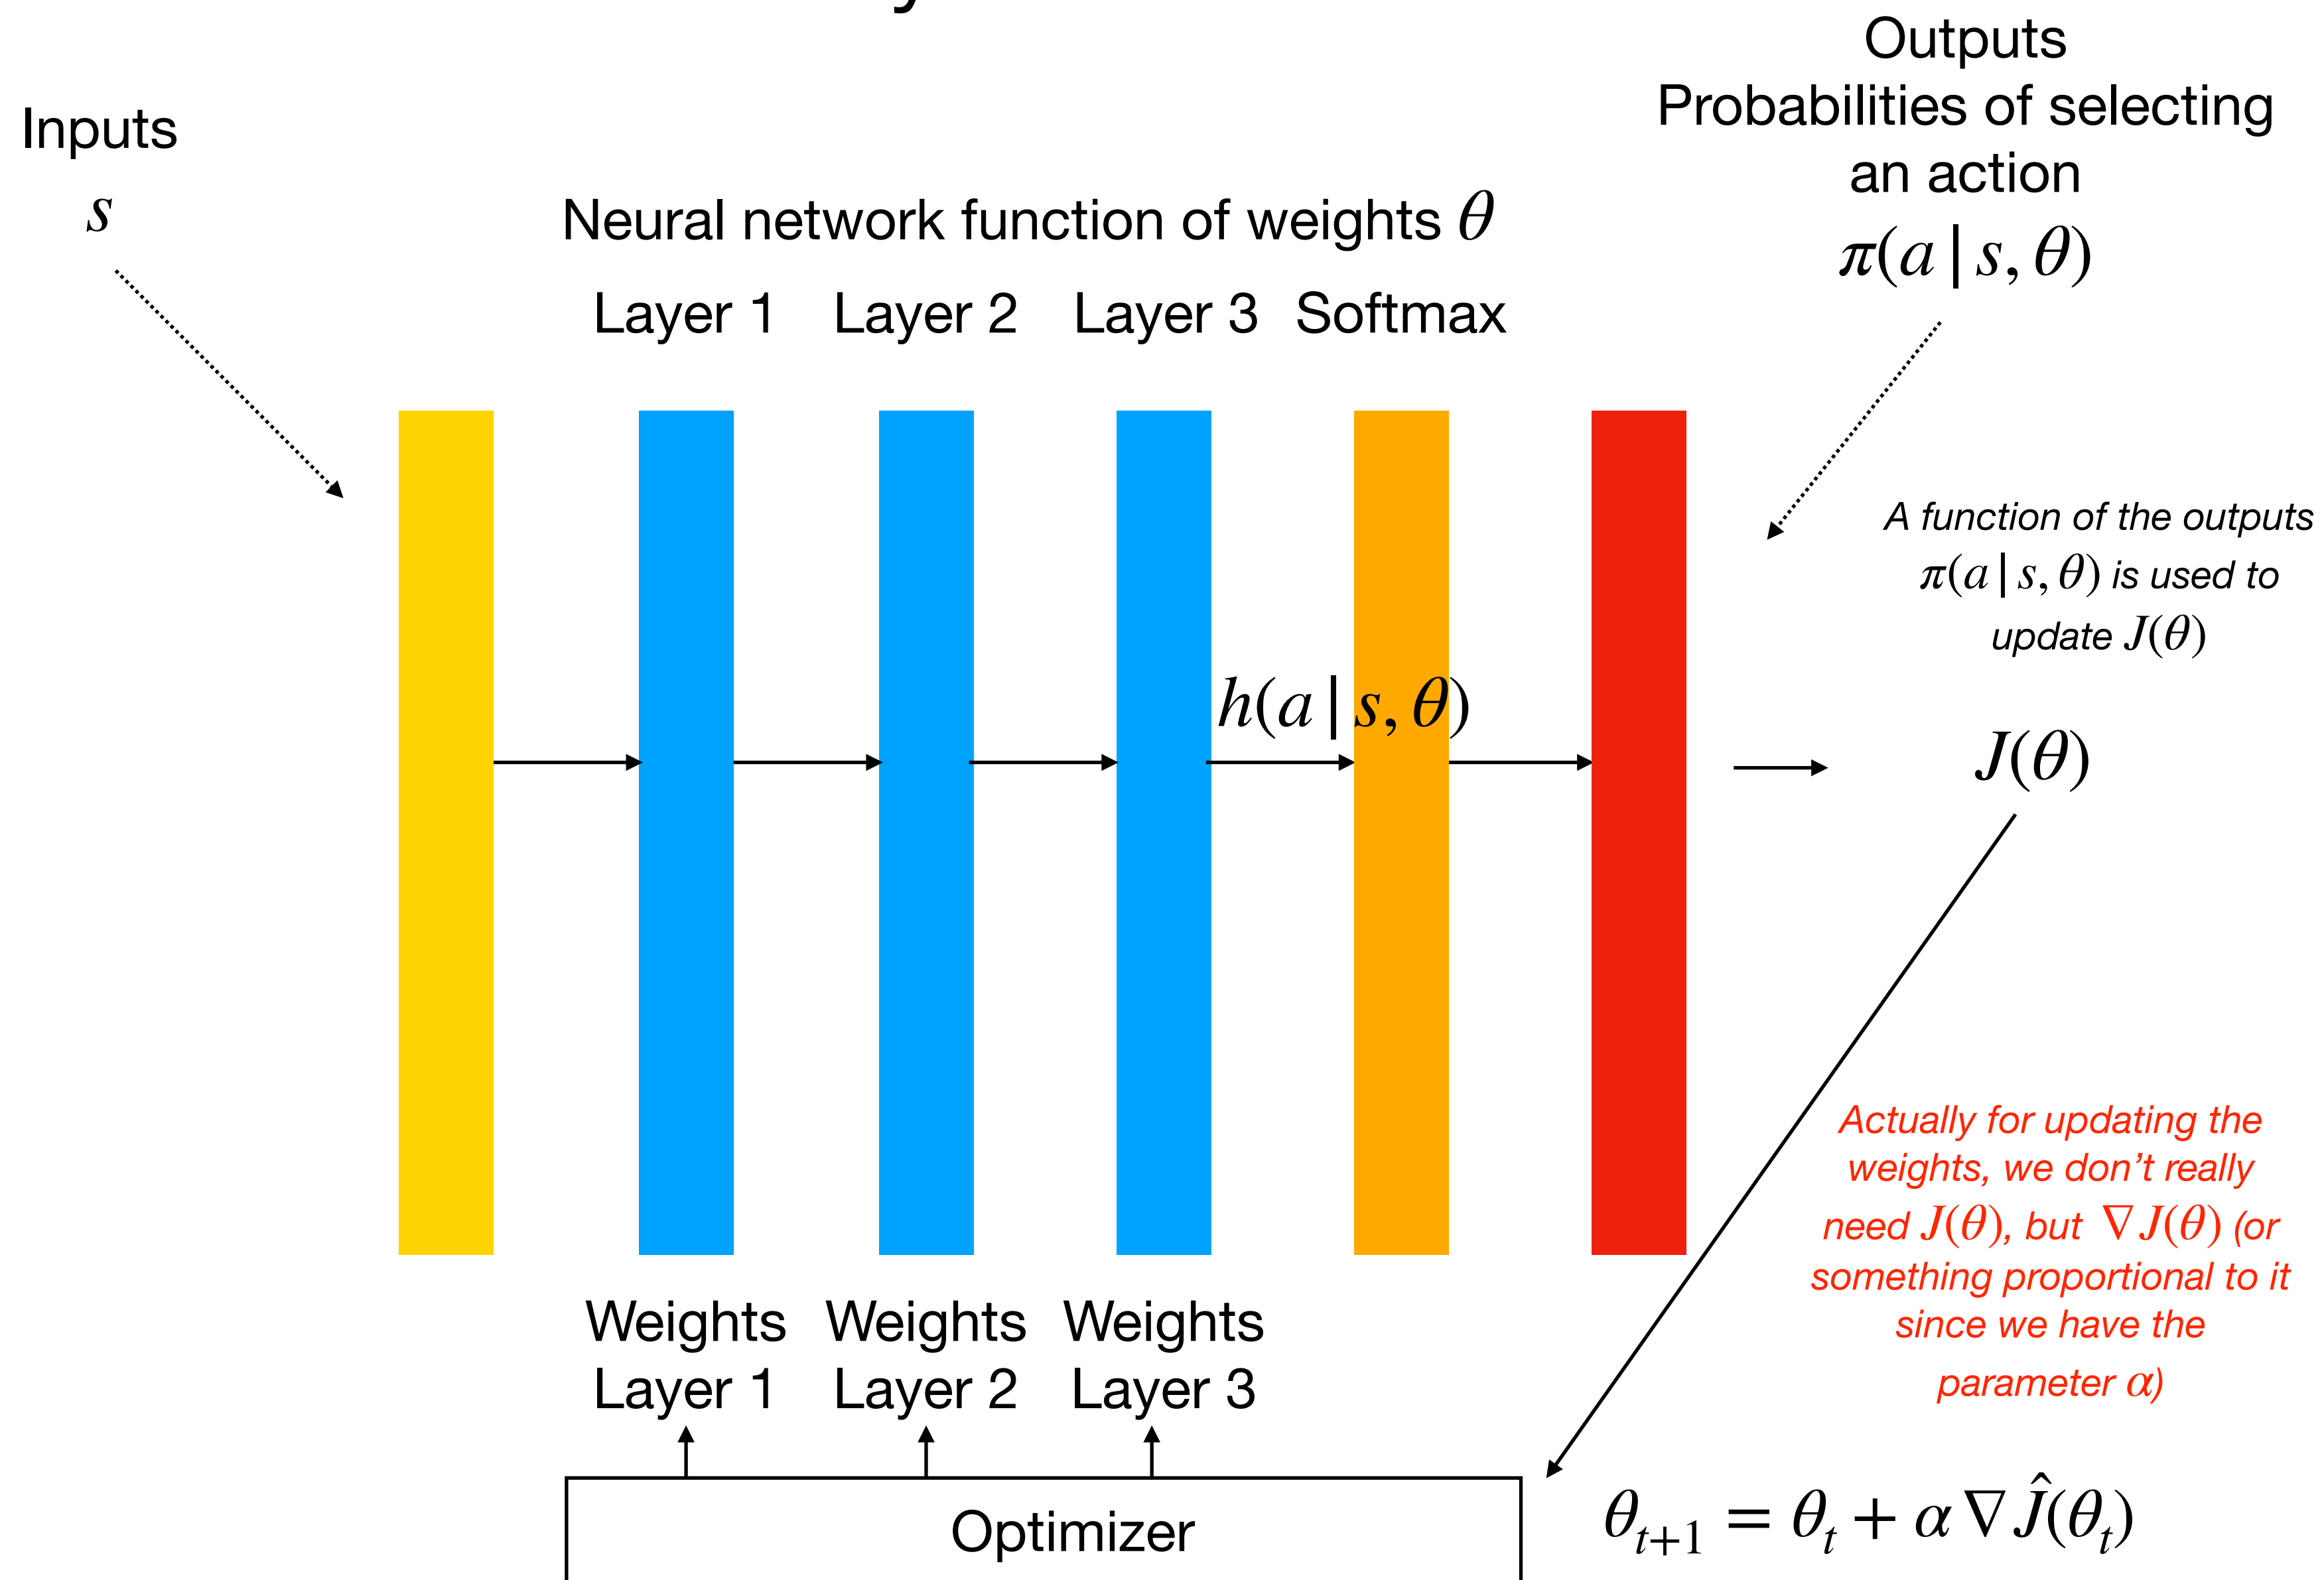 Inputs
s
Outputs
Probabilities of selecting
an action
π(a | s, θ)
Neural network function of weights θ
Layer 1 Layer 2 Layer 3 Softmax
A function of the outputs
π(a | s, θ) is used to
update J(θ)
h(a | s, θ)
J(θ)
Actually for updating the
weights, we don’t really
need J(θ), but ∇J(θ) (or
something proportional to it
since we have the
parameter α)
Weights Weights Weights
Layer 1 Layer 2 Layer 3
Optimizer
θ_{t+1} = θ_t + α∇Ĵ(θ_t)